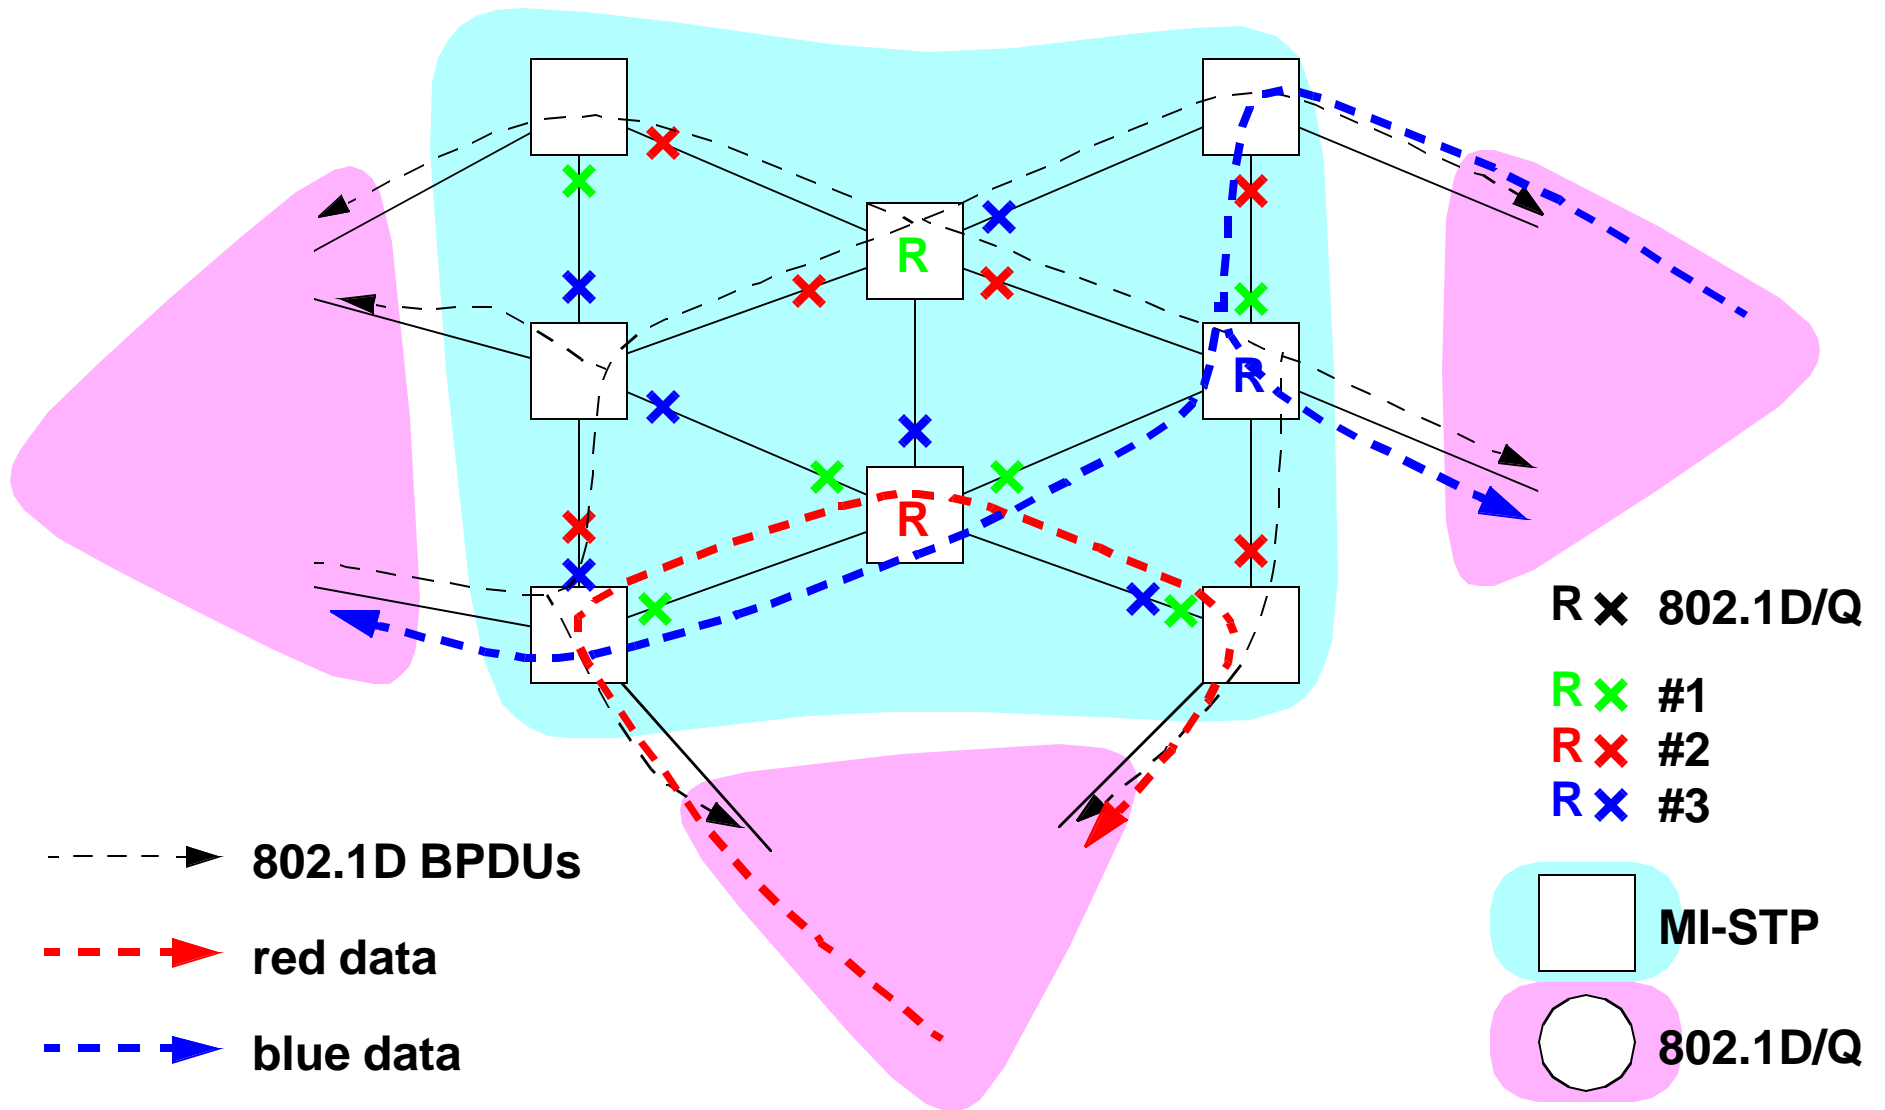 R
R
R
R 802.1D/Q
R #1
R #2
R #3
802.1D BPDUs
red data
blue data
MI-STP
802.1D/Q